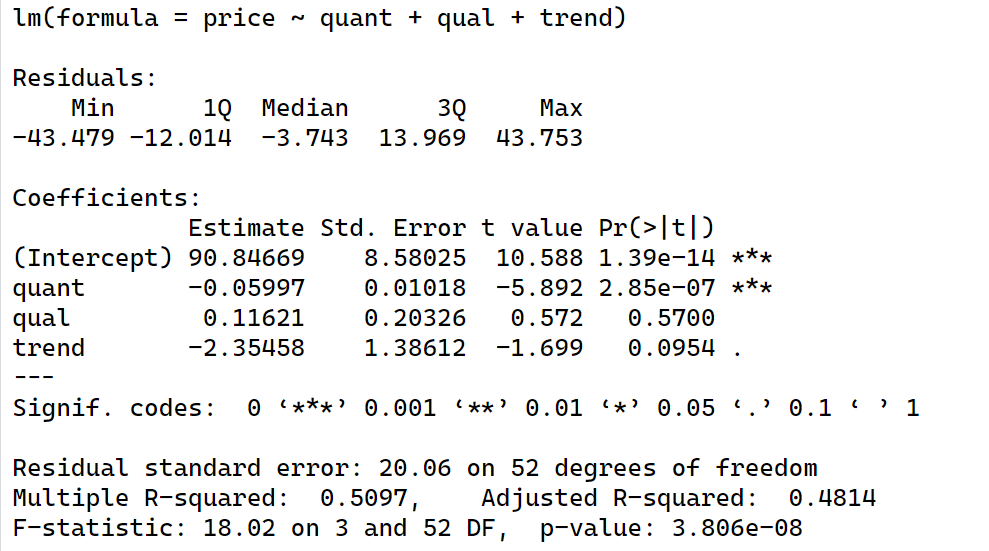 lm(formula = price ~ quant + qual + trend)
Residuals:
Min 1Q Median 3Q Max
−43.479 −12.014 −3.743 13.969 43.753
Coefficients:
Estimate Std. Error t value Pr(>|t|)
(Intercept) 90.84669 8.58025 10.588 1.39e−14 ***
quant −0.05997 0.01018 −5.892 2.85e−07 ***
qual 0.11621 0.20326 0.572 0.5700
trend −2.35458 1.38612 −1.699 0.0954 .
−−−
Signif. codes: 0 ‘***’ 0.001 ‘**’ 0.01 ‘*’ 0.05 ‘.’ 0.1 ‘ ’ 1
Residual standard error: 20.06 on 52 degrees of freedom
Multiple R−squared: 0.5097, Adjusted R−squared: 0.4814
F−statistic: 18.02 on 3 and 52 DF, p−value: 3.806e−08